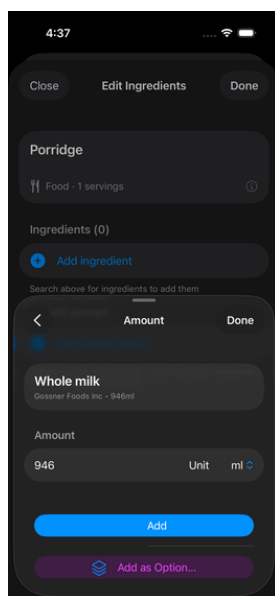 4:37
Close
Edit Ingredients
Done
Porridge
Food · 1 servings
Ingredients (0)
Add ingredient
Search above for ingredients to add them
Amount
Done
Whole milk
Gossner Foods Inc • 946ml
Amount
946
Unit
ml
Add
Add as Option...